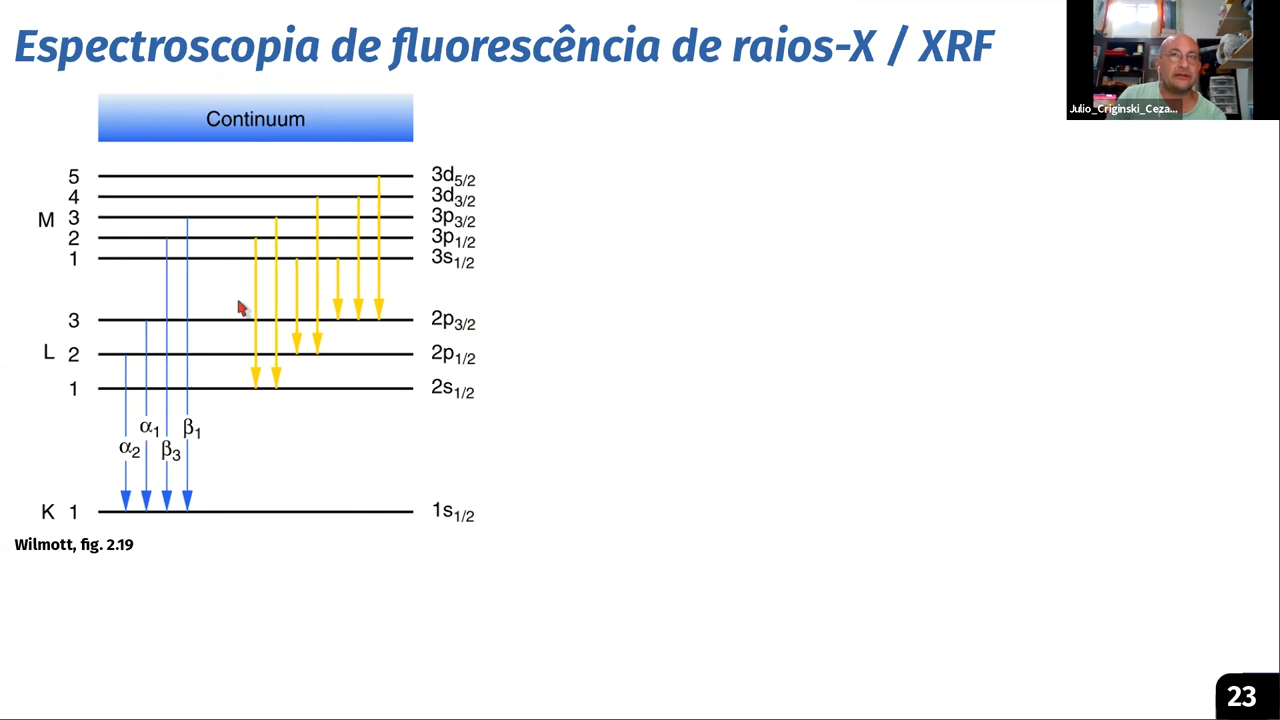 Espectroscopia de fluorescência de raios-X / XRF
Julio_Criginski_Ceza...
Continuum
5 3d5/2
4 3d3/2
M 3 3p3/2
2 3p1/2
1 3s1/2
3 2p3/2
L 2 2p1/2
1 2s1/2
α1 β1
α2 β3
K 1 1s1/2
Wilmott, fig. 2.19
23